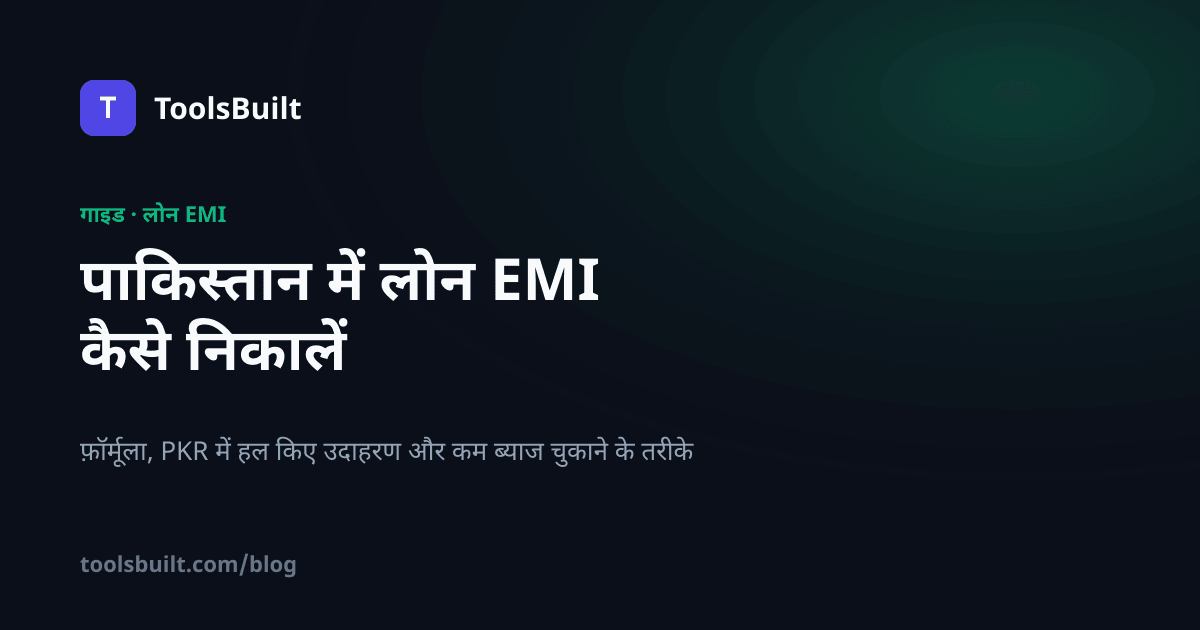 T ToolsBuilt
गाइड · लोन EMI
पाकिस्तान में लोन EMI
कैसे निकालें
फ़ॉर्मूला, PKR में हल किए उदाहरण और कम ब्याज चुकाने के तरीके
toolsbuilt.com/blog